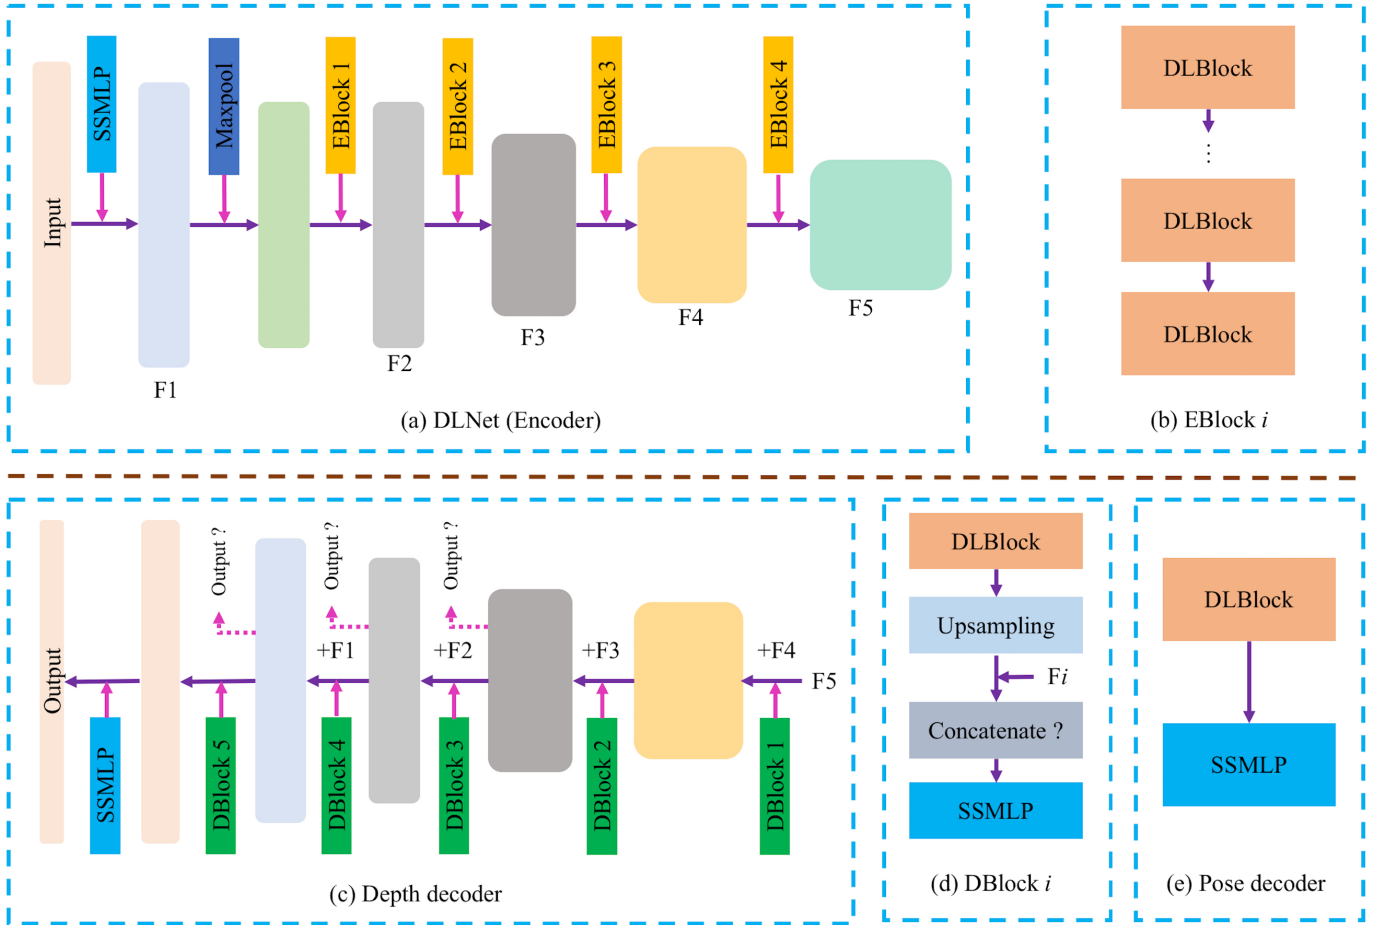 Input
SSMLP
Maxpool
EBlock 1
EBlock 2
EBlock 3
EBlock 4
F1
F2
F3
F4
F5
(a) DLNet (Encoder)
DLBlock
⋮
DLBlock
DLBlock
(b) EBlock i
Output
SSMLP
DBlock 5
DBlock 4
DBlock 3
DBlock 2
DBlock 1
Output ?
Output ?
Output ?
+F1
+F2
+F3
+F4
F5
(c) Depth decoder
DLBlock
Upsampling
Fi
Concatenate ?
SSMLP
(d) DBlock i
DLBlock
SSMLP
(e) Pose decoder